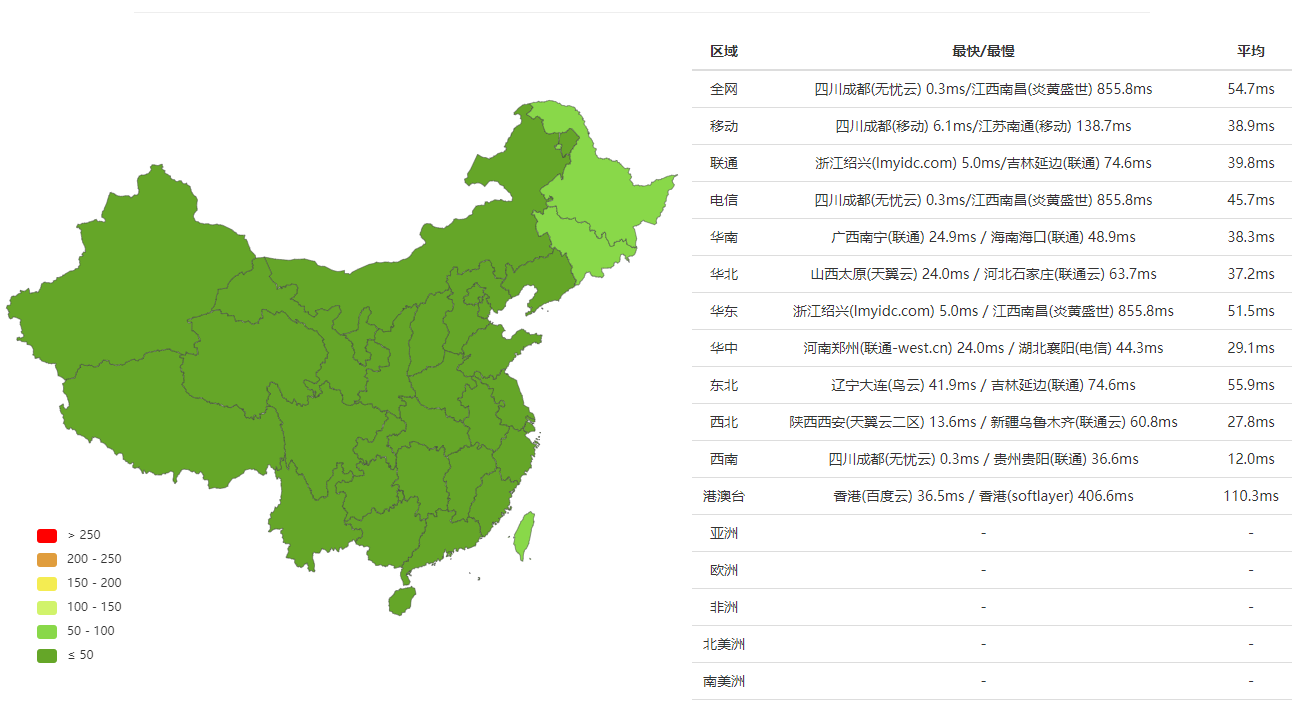 区域 最快/最慢 平均
全网 四川成都(无忧云) 0.3ms/江西南昌(炎黄盛世) 855.8ms 54.7ms
移动 四川成都(移动) 6.1ms/江苏南通(移动) 138.7ms 38.9ms
联通 浙江绍兴(lmyidc.com) 5.0ms/吉林延边(联通) 74.6ms 39.8ms
电信 四川成都(无忧云) 0.3ms/江西南昌(炎黄盛世) 855.8ms 45.7ms
华南 广西南宁(联通) 24.9ms / 海南海口(联通) 48.9ms 38.3ms
华北 山西太原(天翼云) 24.0ms / 河北石家庄(联通云) 63.7ms 37.2ms
华东 浙江绍兴(lmyidc.com) 5.0ms / 江西南昌(炎黄盛世) 855.8ms 51.5ms
华中 河南郑州(联通-west.cn) 24.0ms / 湖北襄阳(电信) 44.3ms 29.1ms
东北 辽宁大连(鸟云) 41.9ms / 吉林延边(联通) 74.6ms 55.9ms
西北 陕西西安(天翼云二区) 13.6ms / 新疆乌鲁木齐(联通云) 60.8ms 27.8ms
西南 四川成都(无忧云) 0.3ms / 贵州贵阳(联通) 36.6ms 12.0ms
港澳台 香港(百度云) 36.5ms / 香港(softlayer) 406.6ms 110.3ms
亚洲 - -
欧洲 - -
非洲 - -
北美洲 - -
南美洲 - -
> 250
200 - 250
150 - 200
100 - 150
50 - 100
≤ 50